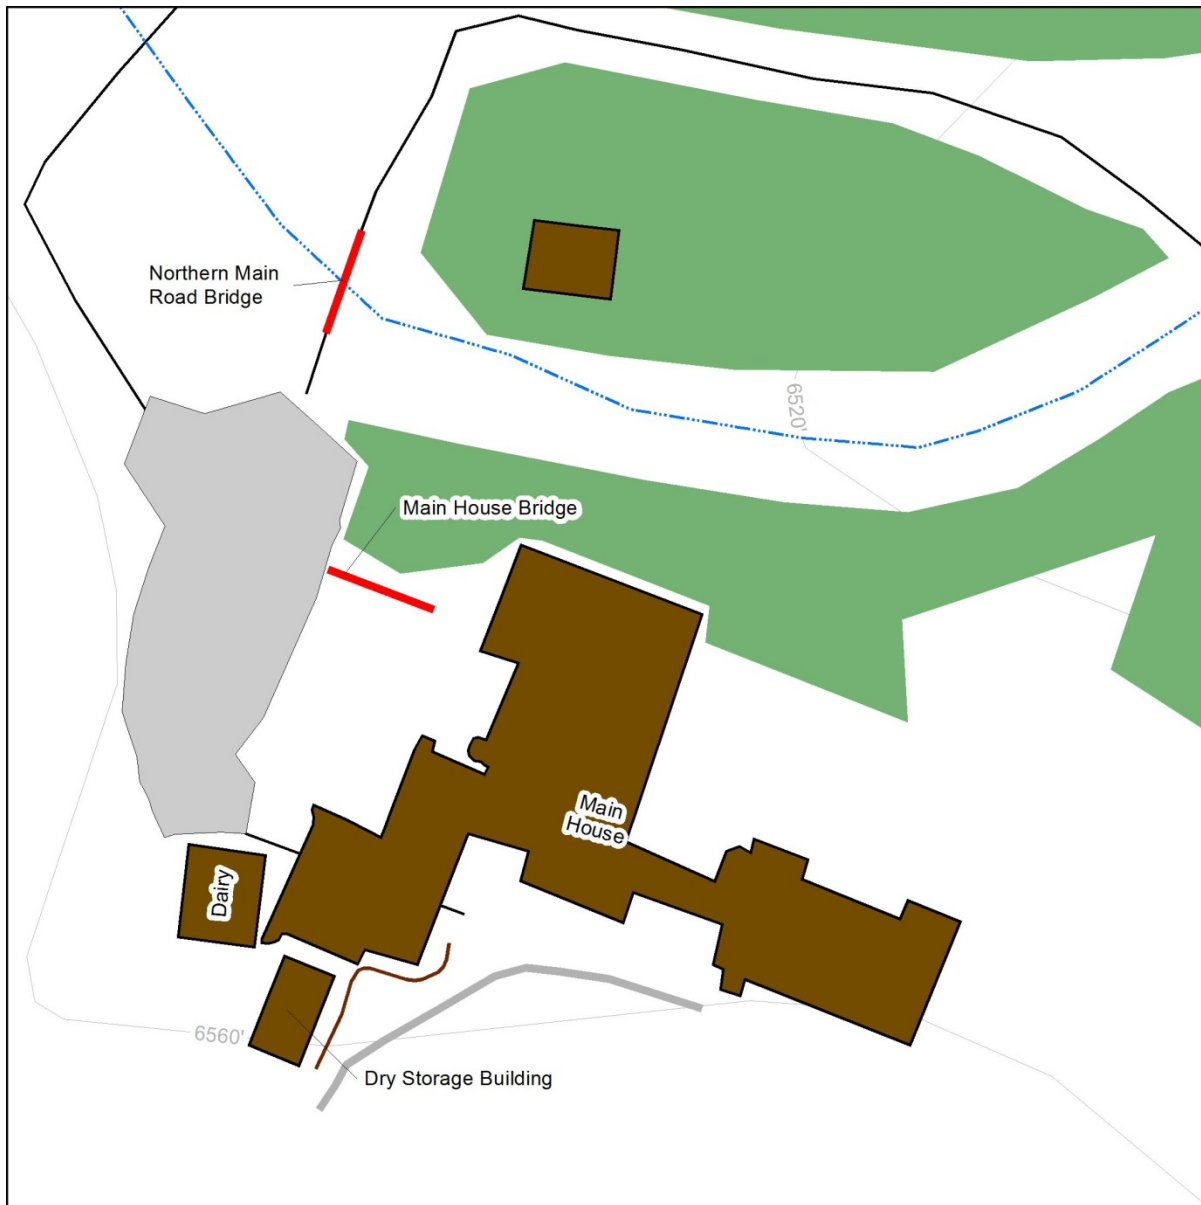 Northern Main
Road Bridge
6520'
Main House Bridge
Main
House
Dairy
6560'
Dry Storage Building